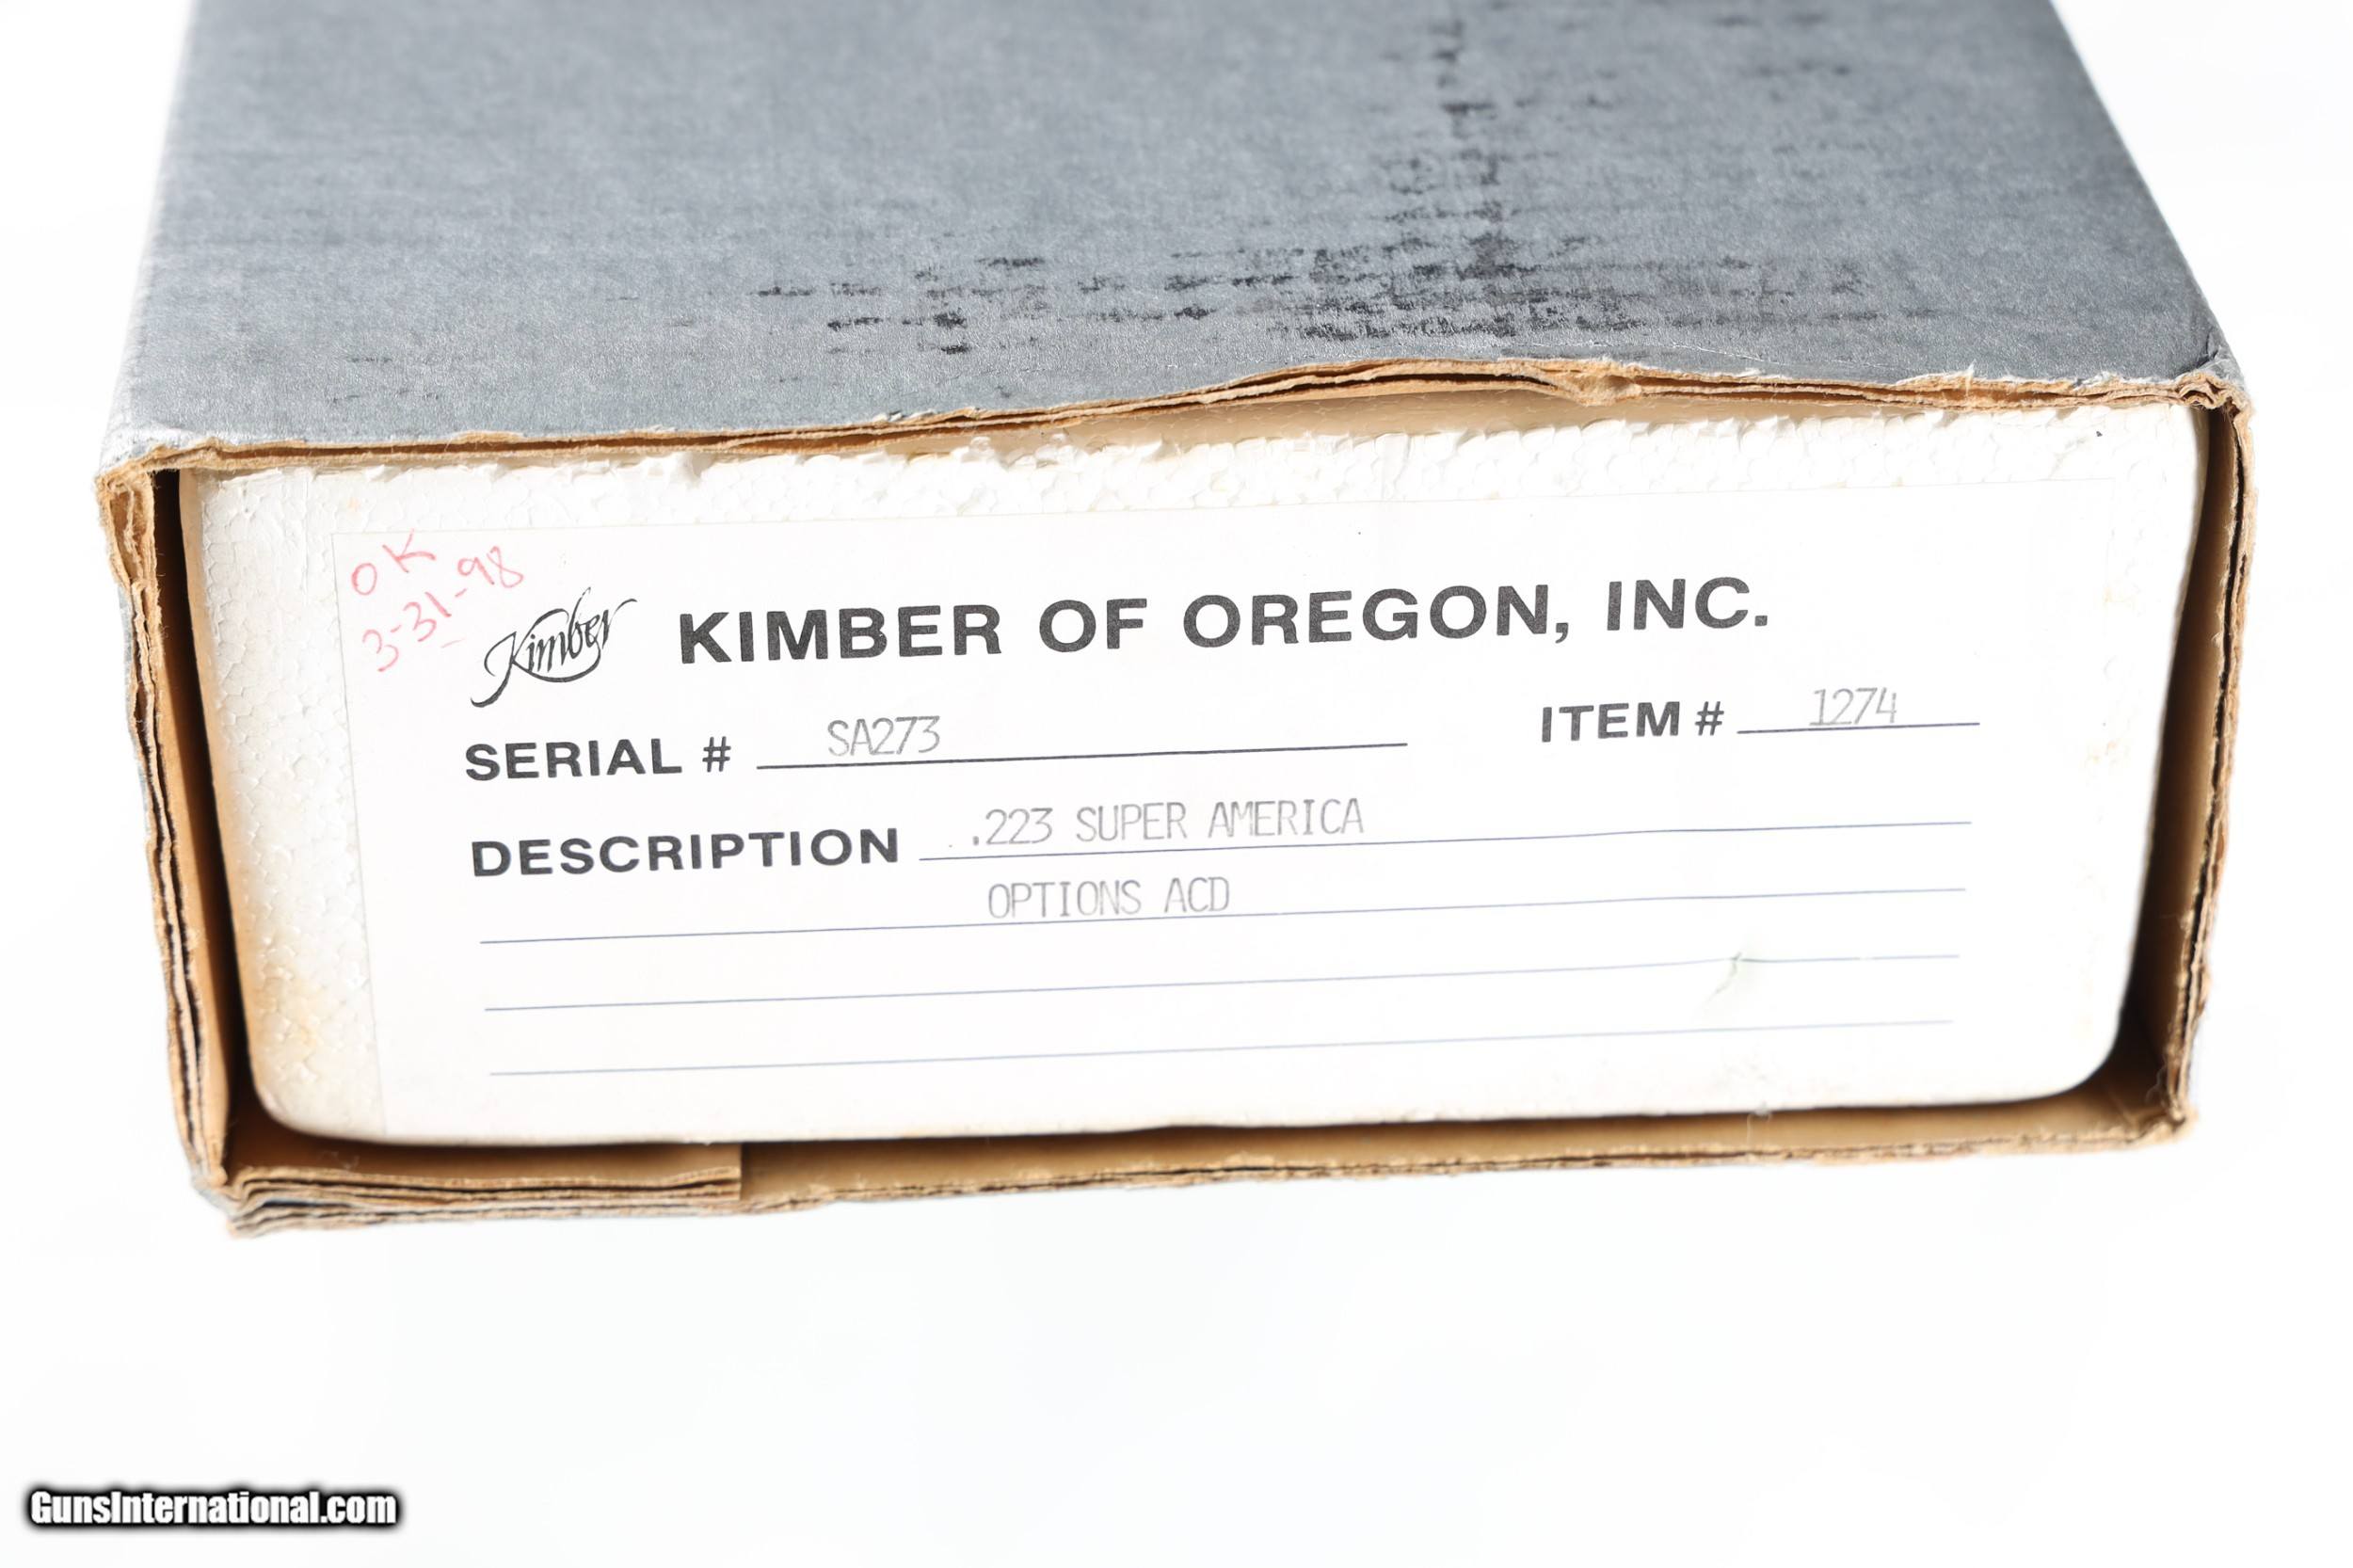 OK
3-31-98
Kimber KIMBER OF OREGON, INC.
SERIAL # SA273 ITEM # 1274
DESCRIPTION .223 SUPER AMERICA
OPTIONS ACD
GunsInternational.com